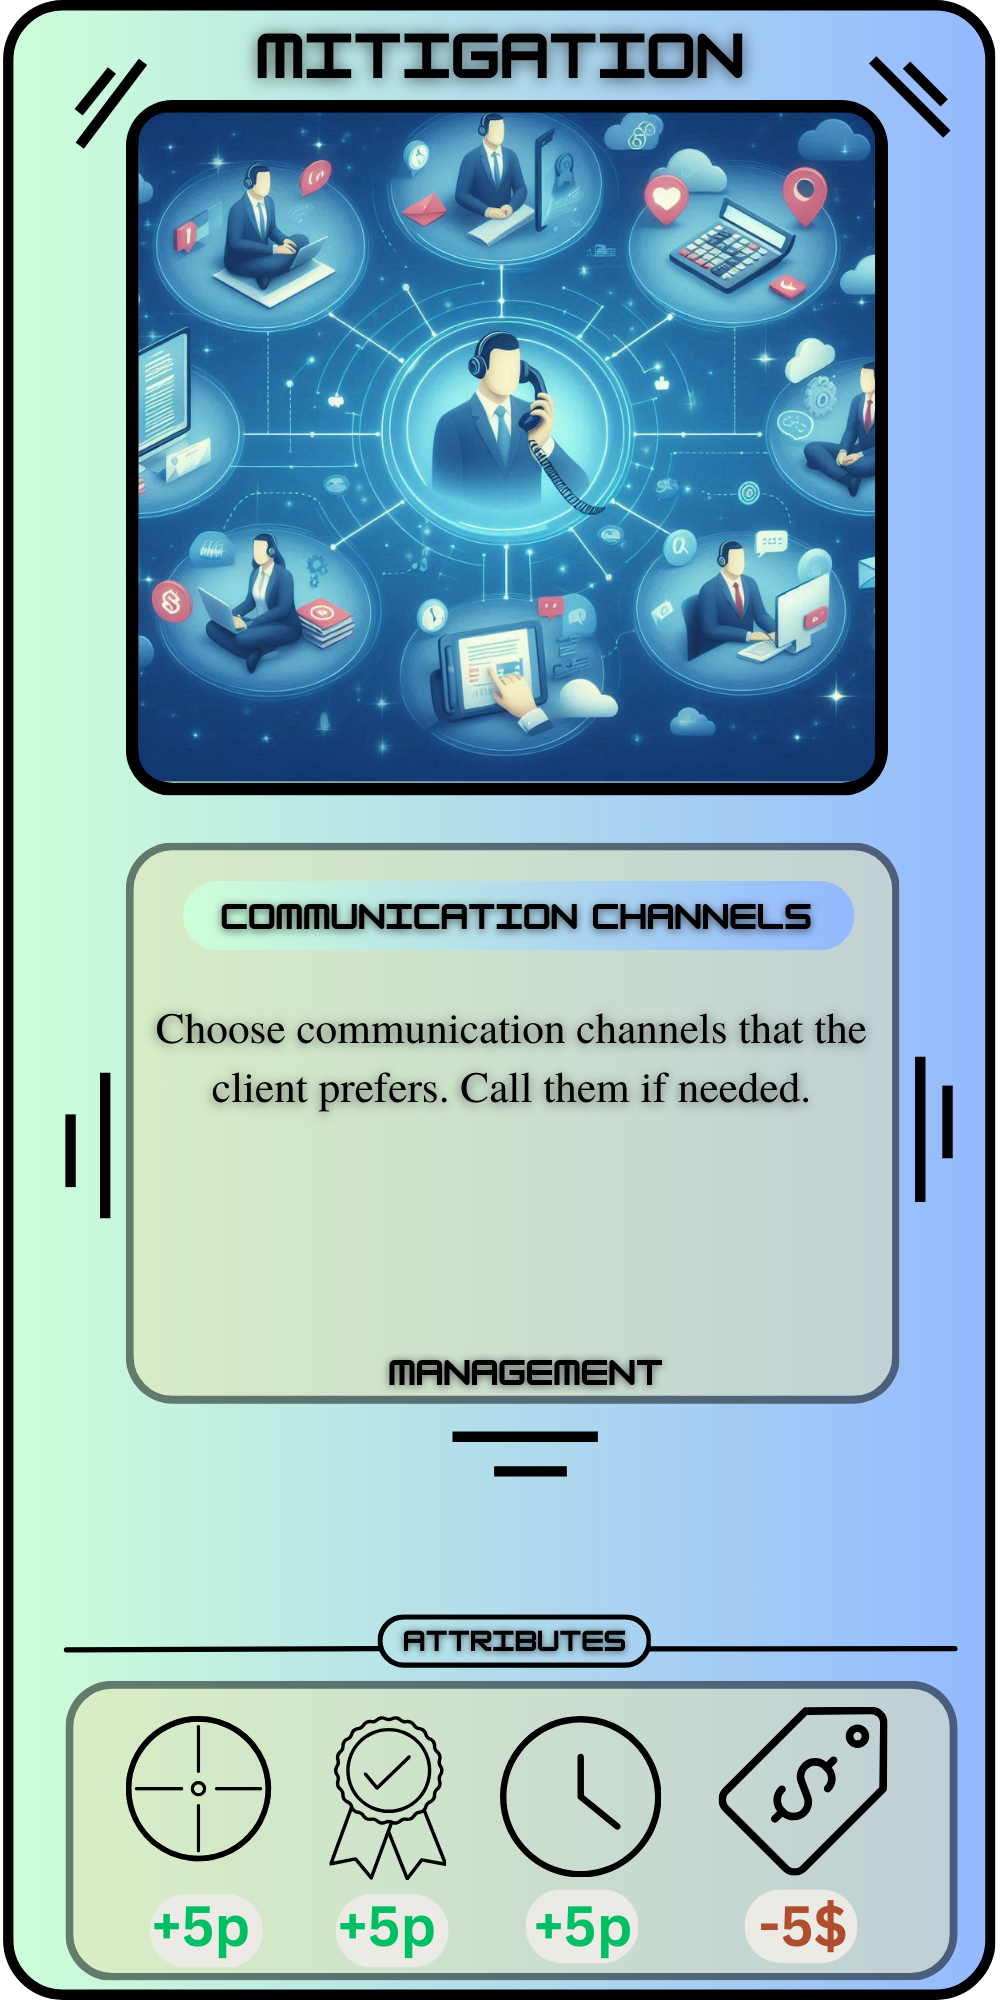 MITIGATION
COMMUNICATION CHANNELS
Choose communication channels that the
client prefers. Call them if needed.
MANAGEMENT
ATTRIBUTES
+5p +5p +5p -5$